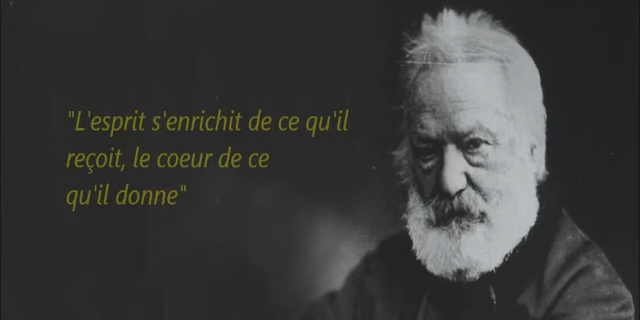 "L'esprit s'enrichit de ce qu'il
reçoit, le coeur de ce
qu'il donne"